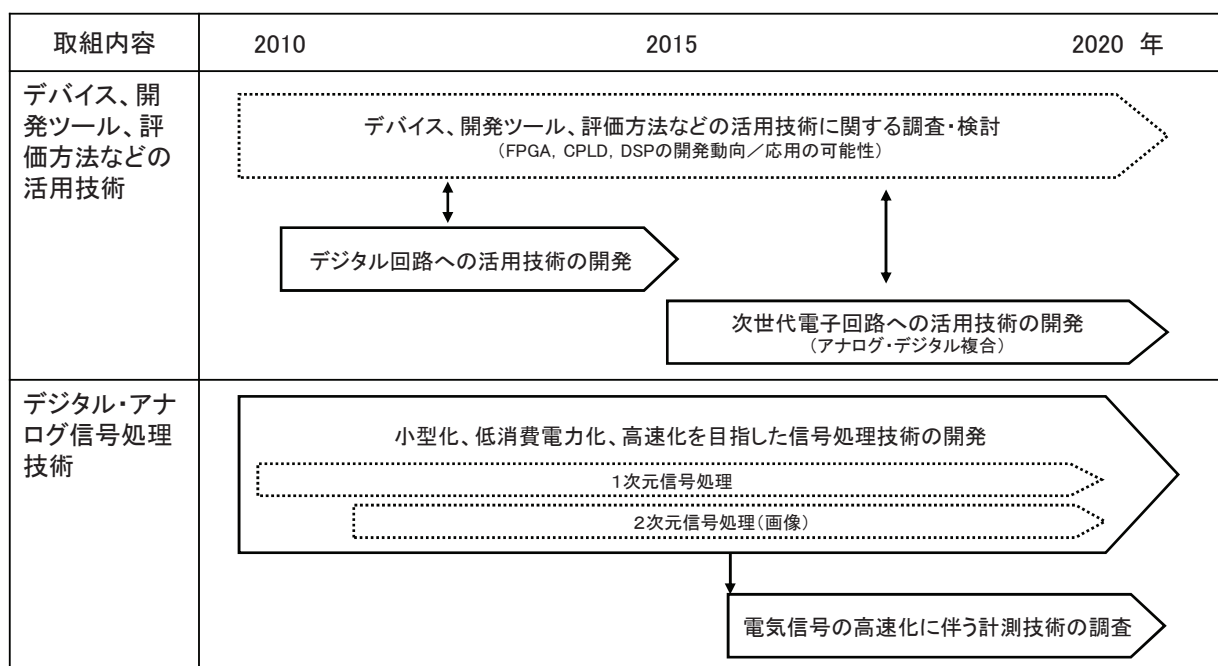 取組内容
2010
2015
2020 年
デバイス、開
発ツール、評
価方法などの
活用技術
デバイス、開発ツール、評価方法などの活用技術に関する調査・検討
(FPGA, CPLD, DSPの開発動向/応用の可能性)
デジタル回路への活用技術の開発
次世代電子回路への活用技術の開発
(アナログ・デジタル複合)
デジタル・アナ
ログ信号処理
技術
小型化、低消費電力化、高速化を目指した信号処理技術の開発
1次元信号処理
2次元信号処理(画像)
電気信号の高速化に伴う計測技術の調査